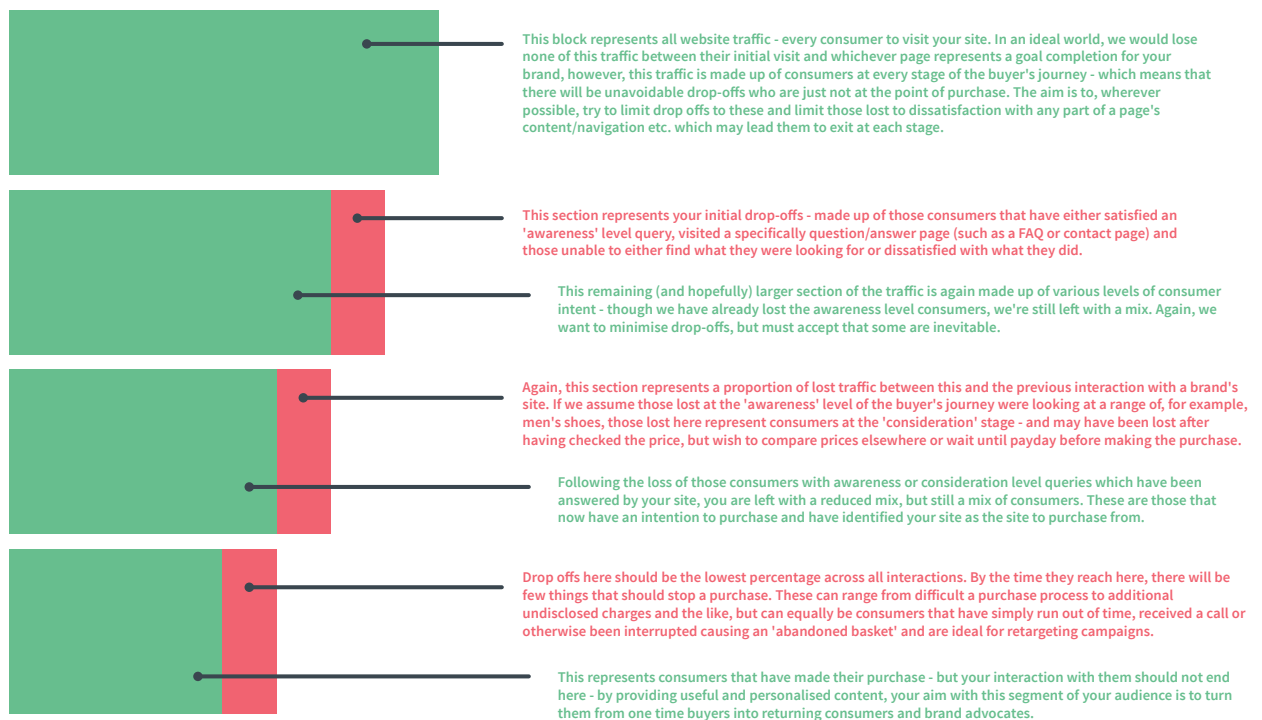 This block represents all website traffic - every consumer to visit your site. In an ideal world, we would lose
none of this traffic between their initial visit and whichever page represents a goal completion for your
brand, however, this traffic is made up of consumers at every stage of the buyer's journey - which means that
there will be unavoidable drop-offs who are just not at the point of purchase. The aim is to, wherever
possible, try to limit drop offs to these and limit those lost to dissatisfaction with any part of a page's
content/navigation etc. which may lead them to exit at each stage.
This section represents your initial drop-offs - made up of those consumers that have either satisfied an
'awareness' level query, visited a specifically question/answer page (such as a FAQ or contact page) and
those unable to either find what they were looking for or dissatisfied with what they did.
This remaining (and hopefully) larger section of the traffic is again made up of various levels of consumer
intent - though we have already lost the awareness level consumers, we're still left with a mix. Again, we
want to minimise drop-offs, but must accept that some are inevitable.
Again, this section represents a proportion of lost traffic between this and the previous interaction with a brand's
site. If we assume those lost at the 'awareness' level of the buyer's journey were looking at a range of, for example,
men's shoes, those lost here represent consumers at the 'consideration' stage - and may have been lost after
having checked the price, but wish to compare prices elsewhere or wait until payday before making the purchase.
Following the loss of those consumers with awareness or consideration level queries which have been
answered by your site, you are left with a reduced mix, but still a mix of consumers. These are those that
now have an intention to purchase and have identified your site as the site to purchase from.
Drop offs here should be the lowest percentage across all interactions. By the time they reach here, there will be
few things that should stop a purchase. These can range from difficult a purchase process to additional
undisclosed charges and the like, but can equally be consumers that have simply run out of time, received a call or
otherwise been interrupted causing an 'abandoned basket' and are ideal for retargeting campaigns.
This represents consumers that have made their purchase - but your interaction with them should not end
here - by providing useful and personalised content, your aim with this segment of your audience is to turn
them from one time buyers into returning consumers and brand advocates.